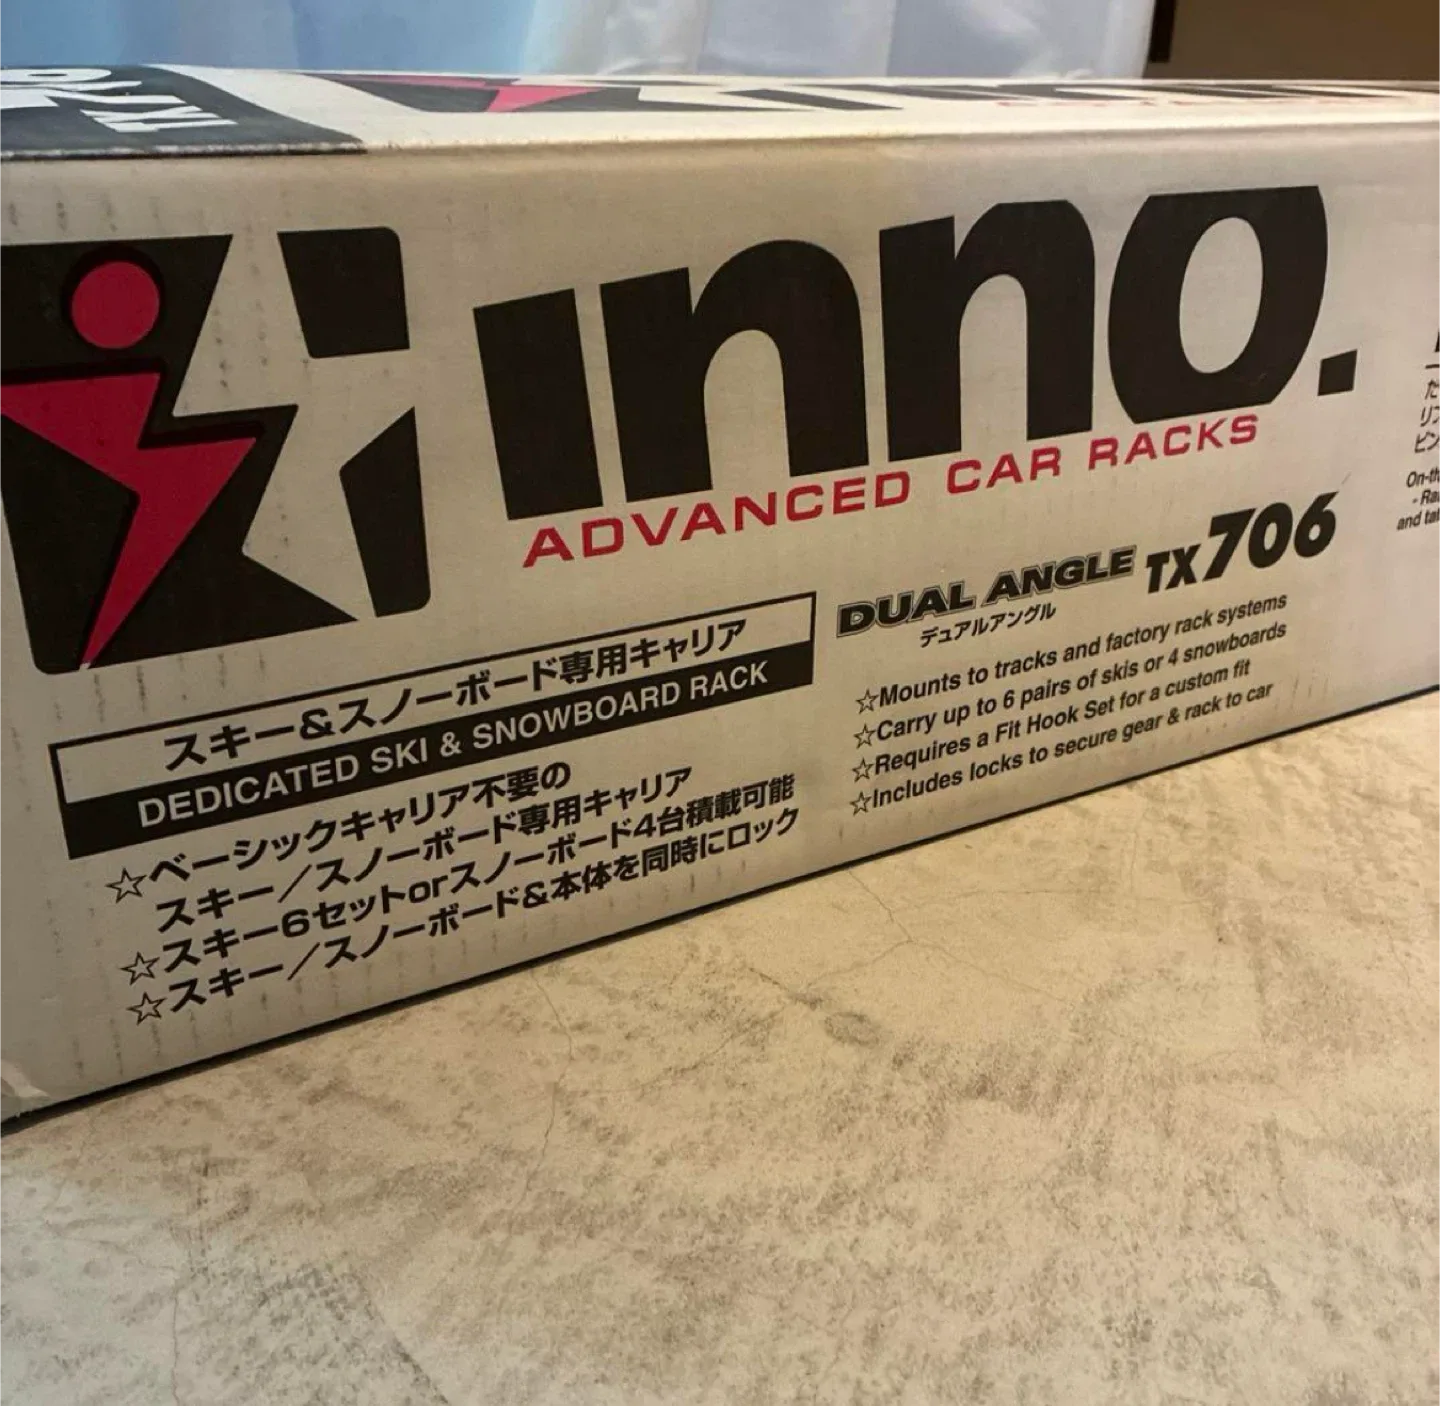 inno.
ADVANCED CAR RACKS
スキー&スノーボード専用キャリア
DEDICATED SKI & SNOWBOARD RACK
☆ベーシックキャリア不要の
スキー/スノーボード専用キャリア
☆スキー6セットorスノーボード4台積載可能
☆スキー/スノーボード&本体を同時にロック
DUAL ANGLE TX706
デュアルアングル
☆Mounts to tracks and factory rack systems
☆Carry up to 6 pairs of skis or 4 snowboards
☆Requires a Fit Hook Set for a custom fit
☆Includes locks to secure gear & rack to car
and